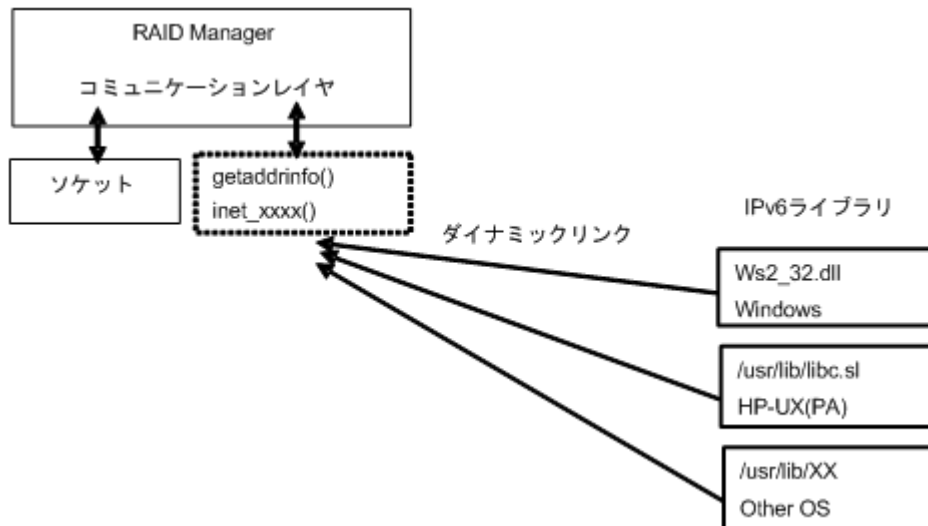 RAID Manager
コミュニケーションレイヤ
ソケット
getaddrinfo()
inet_xxxx()
ダイナミックリンク
IPv6ライブラリ
Ws2_32.dll
Windows
/usr/lib/libc.sl
HP-UX(PA)
/usr/lib/XX
Other OS